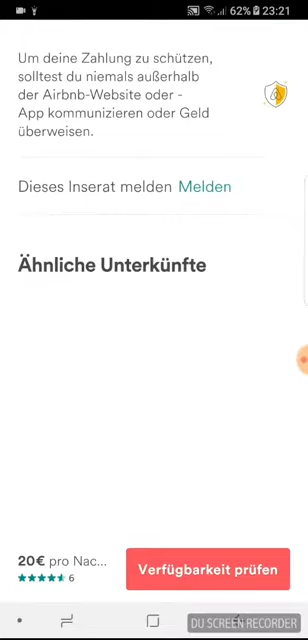 62% 23:21
Um deine Zahlung zu schützen,
solltest du niemals außerhalb
der Airbnb-Website oder -
App kommunizieren oder Geld
überweisen.
Dieses Inserat melden Melden
Ähnliche Unterkünfte
20€ pro Nac...
6
Verfügbarkeit prüfen
DU SCREEN RECORDER